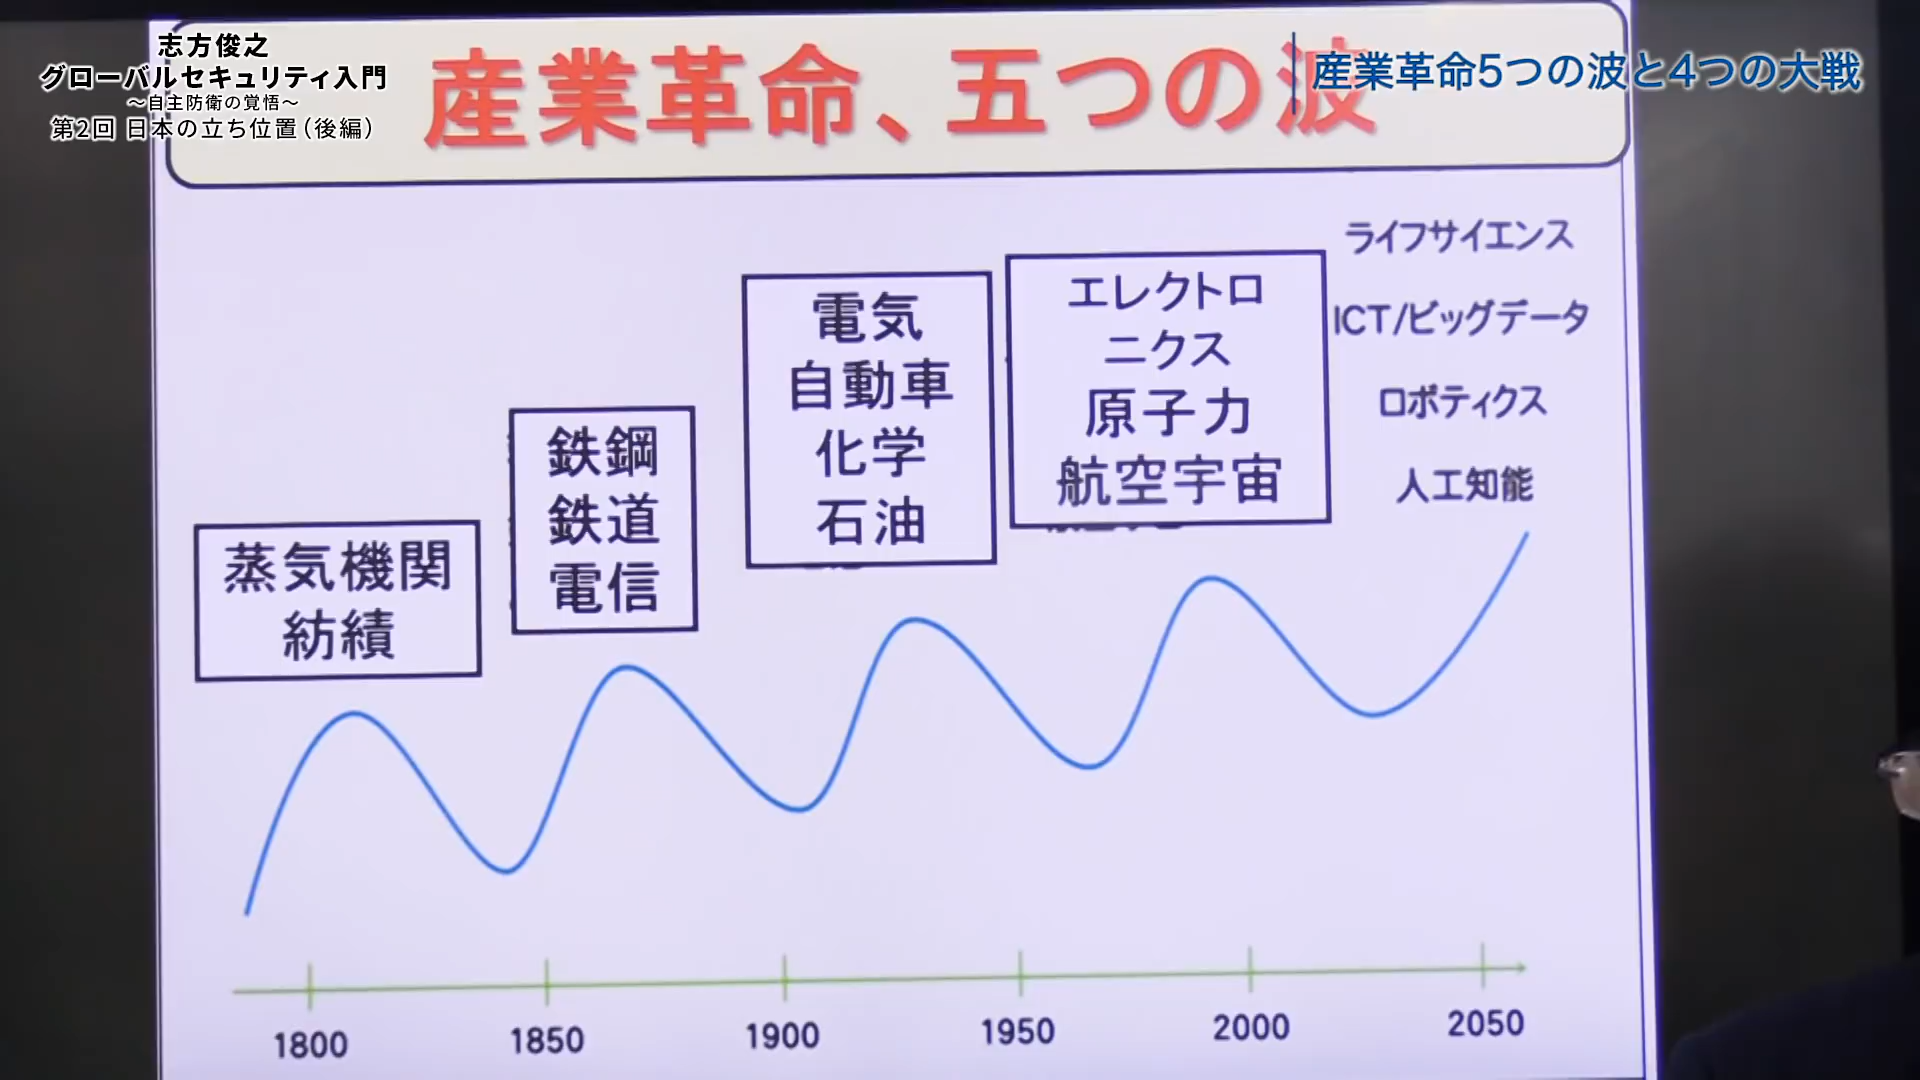 志方俊之
グローバルセキュリティ入門
～自主防衛の覚悟～
第2回 日本の立ち位置（後編）
産業革命、五つの波
産業革命5つの波と4つの大戦
蒸気機関
紡績
鉄鋼
鉄道
電信
電気
自動車
化学
石油
エレクトロ
ニクス
原子力
航空宇宙
ライフサイエンス
ICT/ビッグデータ
ロボティクス
人工知能
1800
1850
1900
1950
2000
2050